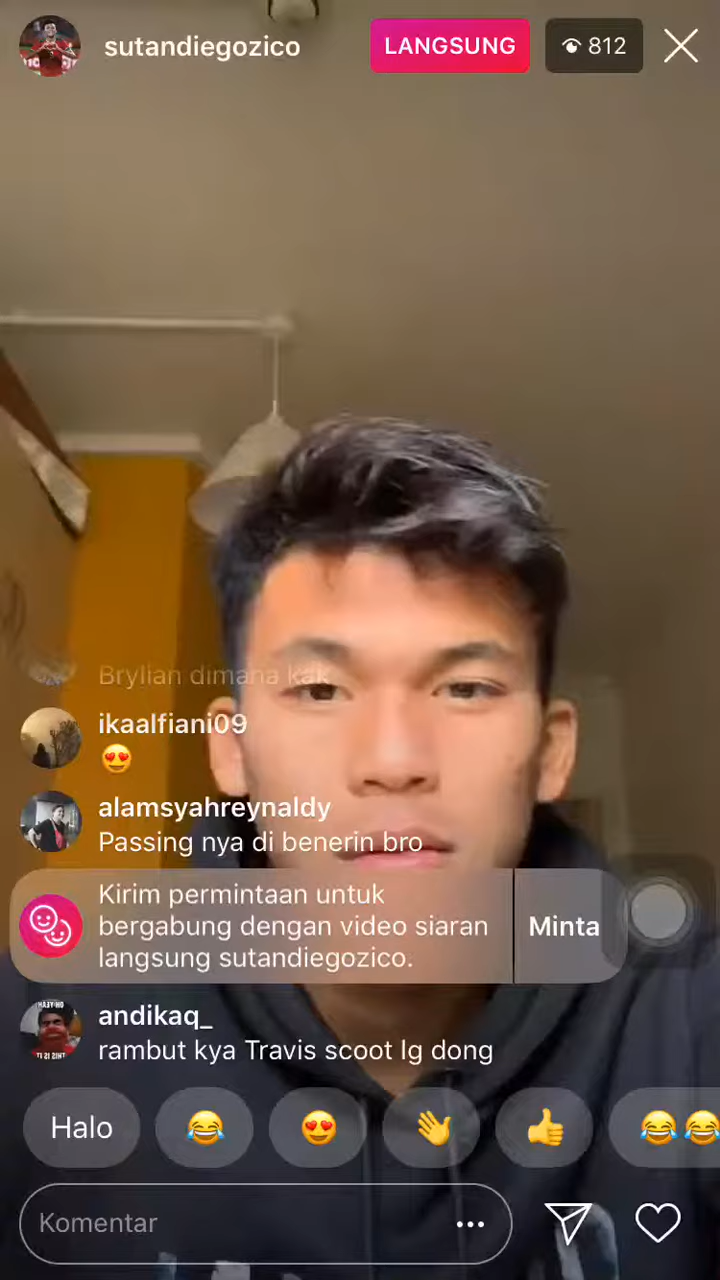 sutandiegozico
LANGSUNG
812
Brylian dimana kak
ikaalfiani09
😍
alamsyahreynaldy
Passing nya di benerin bro
Kirim permintaan untuk
bergabung dengan video siaran
langsung sutandiegozico.
Minta
andikaq_
rambut kya Travis scoot lg dong
Halo 😂 😍 👋 👍 😂😂
Komentar